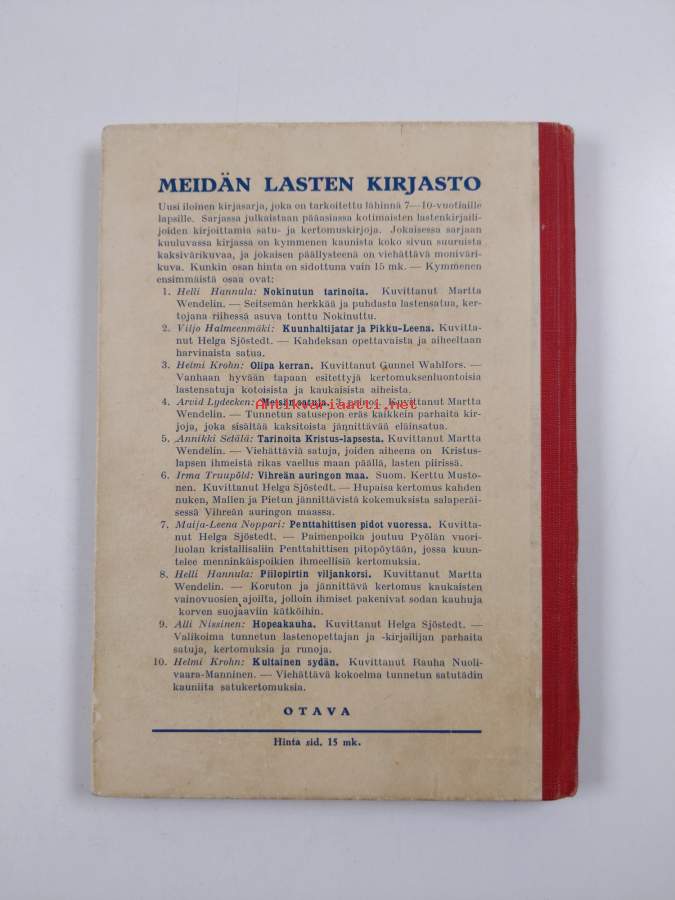 MEIDÄN LASTEN KIRJASTO
Uusi iloinen kirjasarja, joka on tarkoitettu lähinnä 7—10-vuotiaille
lapsille. Sarjassa julkaistaan pääasiassa kotimaisten lastenkirjaili-
joiden kirjoittamia satu- ja kertomuskirjoja. Jokaisessa sarjaan
kuuluvassa kirjassa on kymmenen kaunista koko sivun suuruista
kaksivärikuvaa, ja jokaisen päällysteenä on viehättävä moniväri-
kuva. Kunkin osan hinta on sidottuna vain 15 mk. — Kymmenen
ensimmäistä osaa ovat:
1. Helli Hannula: Nokinutun tarinoita. Kuvittanut Martta
Wendelin. — Seitsemän herkkää ja puhdasta lastensatua, ker-
tojana riihessä asuva tonttu Nokinuttu.
2. Viljo Halmeenmäki: Kuunhaltijatar ja Pikku-Leena. Kuvitta-
nut Helga Sjöstedt. — Kahdeksan opettavaista ja aiheeltaan
harvinaista satua.
3. Helmi Krohn: Olipa kerran. Kuvittanut Gunnel Wahlfors. —
Vanhaan hyvään tapaan esitettyjä kertomuksenluontoisia
lastensatuja kotoisista ja kaukaisista aiheista.
4. Arvid Lydecken: Metsän satuja. 3. painos. Kuvittanut Martta
Antikvariaatti.net
Wendelin. — Tunnetun satusepon eräs kaikkein parhaita kir-
joja, joka sisältää kaksitoista jännittävää eläinsatua.
5. Annikki Setälä: Tarinoita Kristus-lapsesta. Kuvittanut Martta
Wendelin. — Viehättäviä satuja, joiden aiheena on Kristus-
lapsen ihmeistä rikas vaellus maan päällä, lasten piirissä.
6. Irma Truupõld: Vihreän auringon maa. Suom. Kerttu Musto-
nen. Kuvittanut Helga Sjöstedt. — Hupaisa kertomus kahden
nuken, Mallen ja Pietun jännittävistä kokemuksista salaperäi-
sessä Vihreän auringon maassa.
7. Maija-Leena Noppari: Penttahittisen pidot vuoressa. Kuvitta-
nut Helga Sjöstedt. — Paimenpoika joutuu Pyölän vuori-
luolan kristallisaliin Penttahittisen pitopöytään, jossa kuun-
telee menninkäispoikien ihmeellisiä kertomuksia.
8. Helli Hannula: Piilopirtin viljankorsi. Kuvittanut Martta
Wendelin. — Koruton ja jännittävä kertomus kaukaisten
vainovuosien ajoilta, jolloin ihmiset pakenivat sodan kauhuja
korven suojaaviin kätköihin.
9. Alli Nissinen: Hopeakauha. Kuvittanut Helga Sjöstedt. —
Valikoima tunnetun lastenopettajan ja -kirjailijan parhaita
satuja, kertomuksia ja runoja.
10. Helmi Krohn: Kultainen sydän. Kuvittanut Rauha Nuoli-
vaara-Manninen. — Viehättävä kokoelma tunnetun satutädin
kauniita satukertomuksia.
OTAVA
Hinta sid. 15 mk.